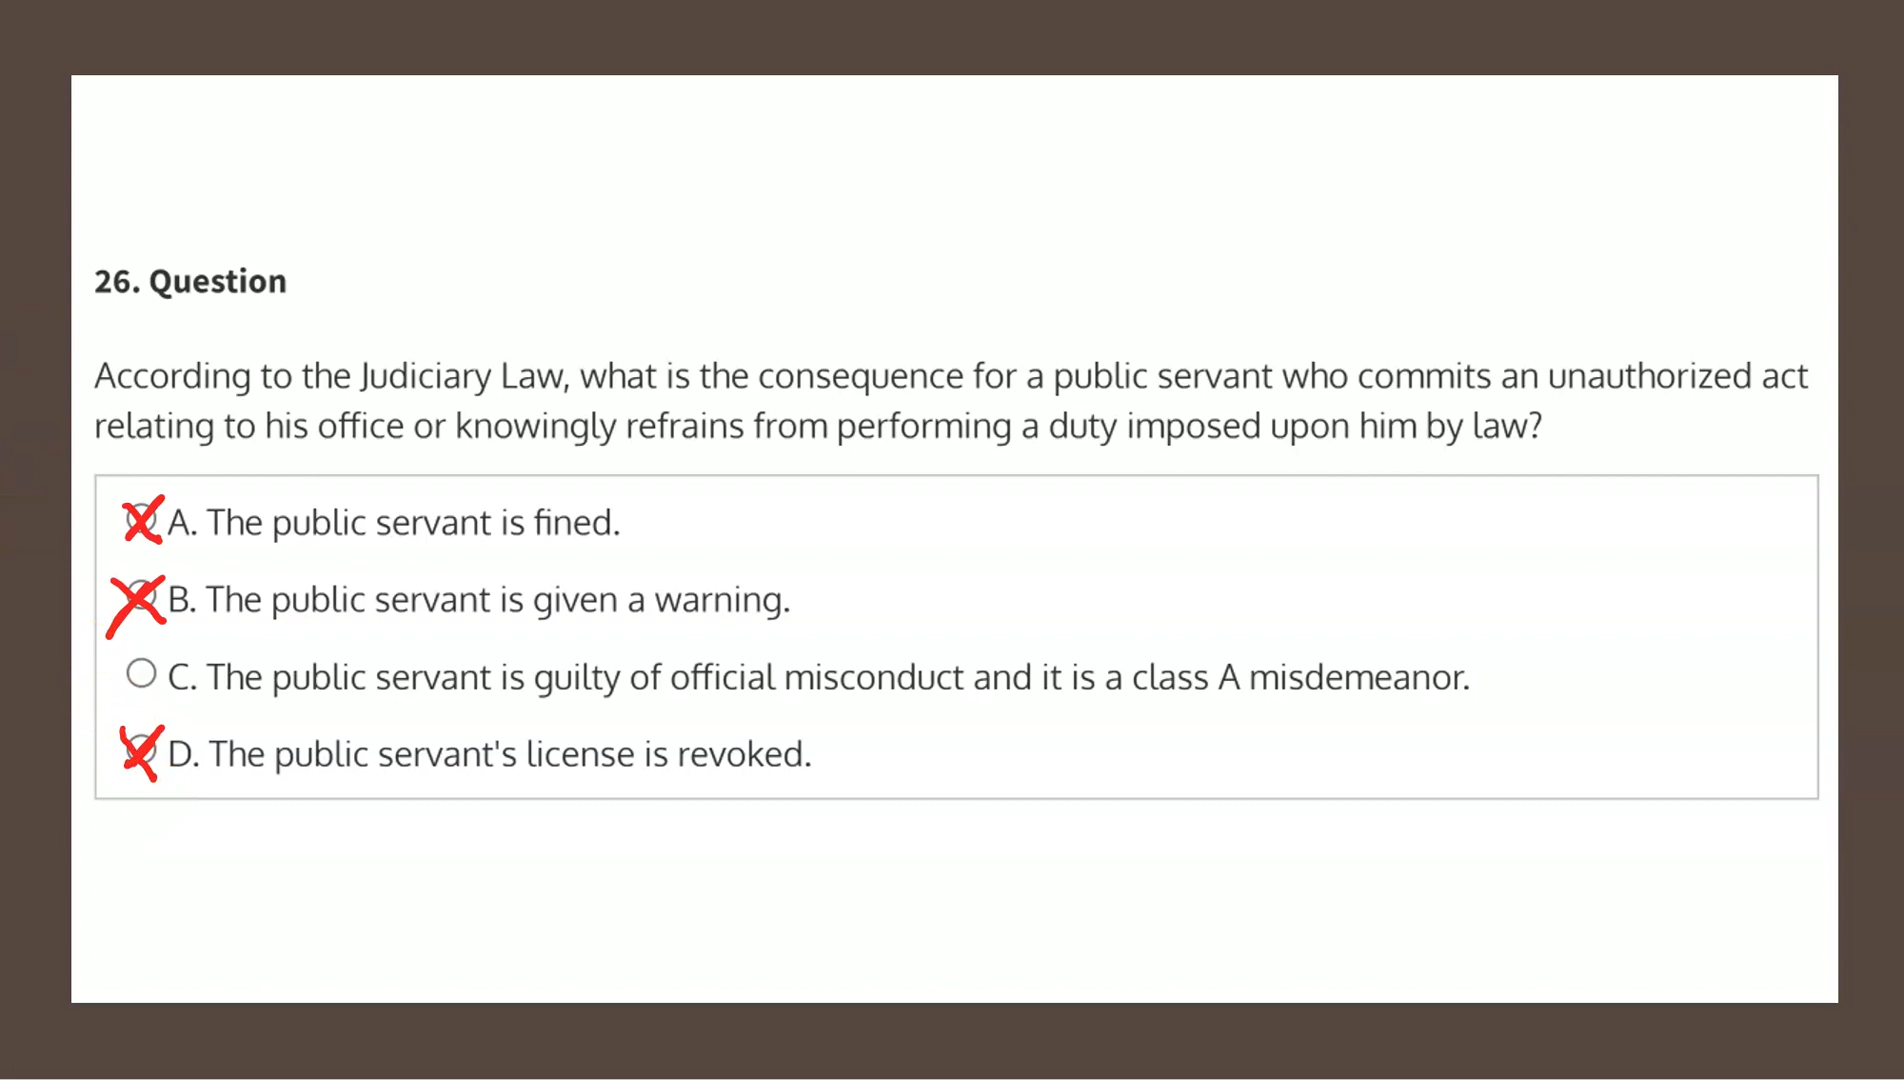 26. Question
According to the Judiciary Law, what is the consequence for a public servant who commits an unauthorized act
relating to his office or knowingly refrains from performing a duty imposed upon him by law?
A. The public servant is fined.
B. The public servant is given a warning.
C. The public servant is guilty of official misconduct and it is a class A misdemeanor.
D. The public servant's license is revoked.